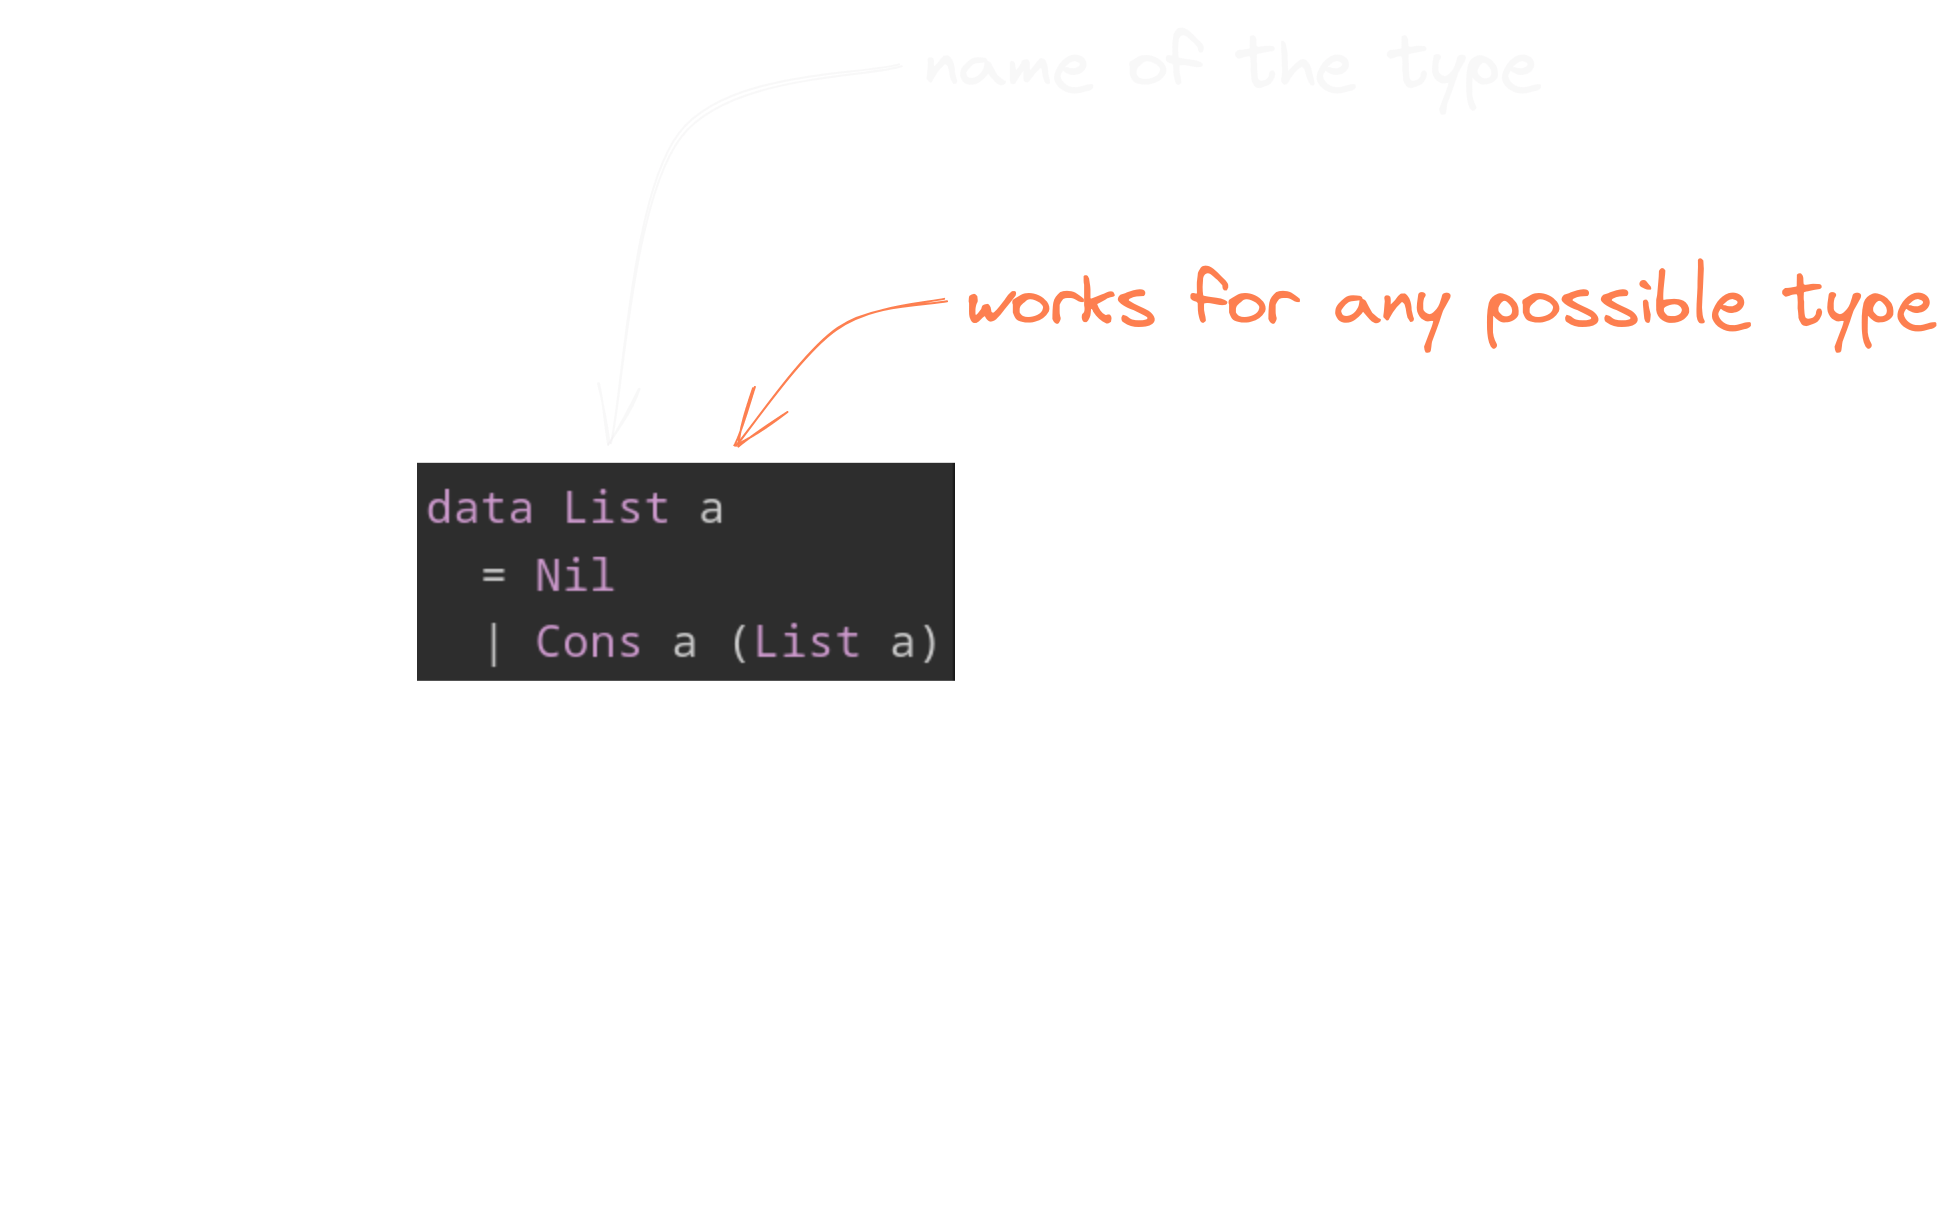 name of the type
works for any possible type
data List a
= Nil
| Cons a (List a)